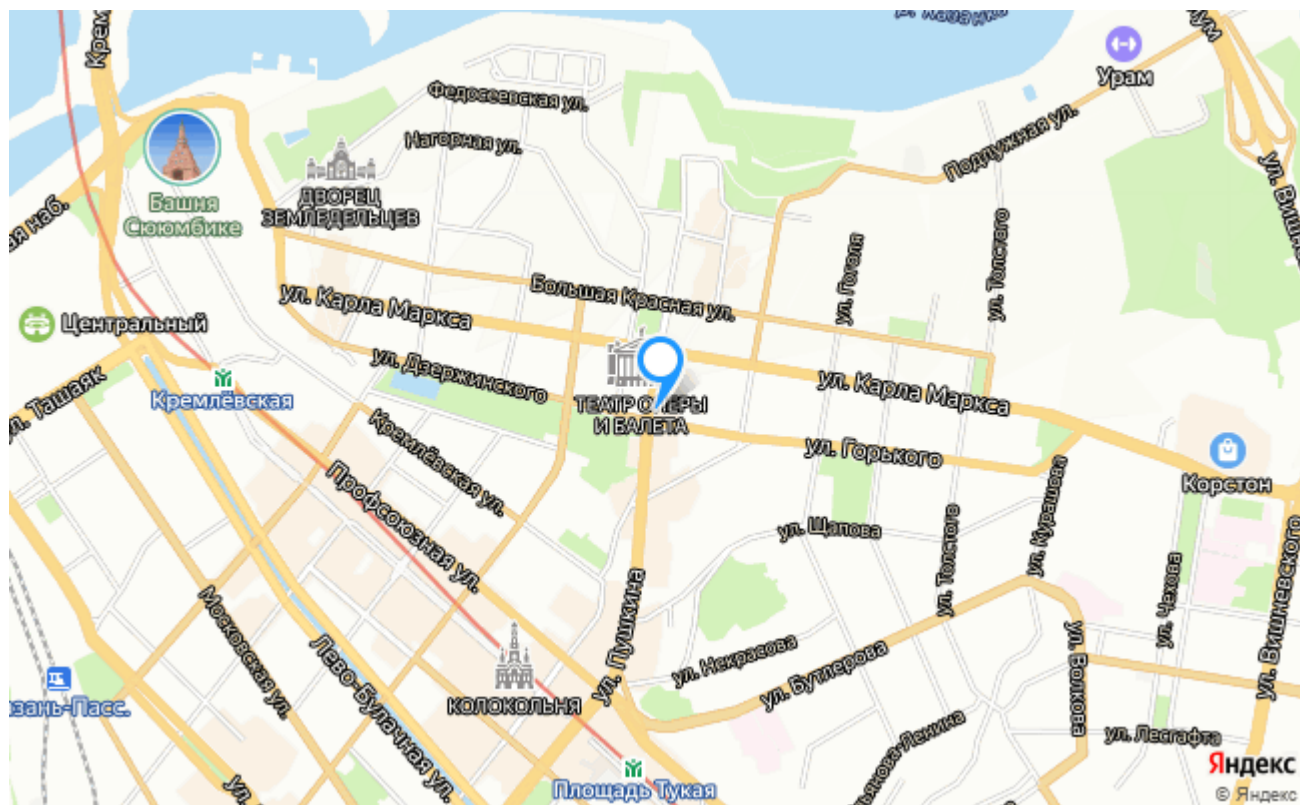 р. Казанка
Урам
Федосеевская ул.
Нагорная ул.
Подлужная ул.
Башня
Сююмбике
ДВОРЕЦ
ЗЕМЛЕДЕЛЬЦЕВ
ул. Гоголя
ул. Толстого
ул. Карла Маркса
Большая Красная ул.
Центральный
ул. Ташаяк
Кремлёвская
ул. Дзержинского
ТЕАТР ОПЕРЫ
И БАЛЕТА
ул. Карла Маркса
ул. Горького
Корстон
Кремлёвская ул.
Профсоюзная ул.
ул. Щапова
ул. Толстого
ул. Курашова
ул. Чехова
ул. Вишневского
Московская ул.
Лево-Булачная ул.
ул. Пушкина
ул. Некрасова
ул. Бутлерова
ул. Волкова
КОЛОКОЛЬНЯ
ул. Лесгафта
Площадь Тукая
Яндекс
© Яндекс